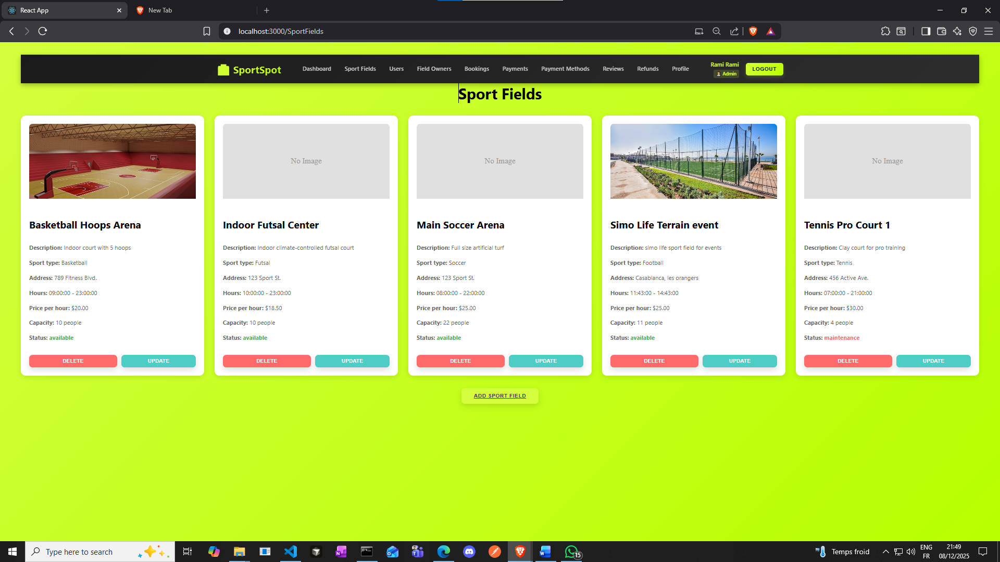 React App
New Tab
localhost:3000/SportFields
SportSpot
Dashboard
Sport Fields
Users
Field Owners
Bookings
Payments
Payment Methods
Reviews
Refunds
Profile
Rami Rami
Admin
LOGOUT
Sport Fields
No Image
No Image
No Image
Basketball Hoops Arena
Description: Indoor court with 5 hoops
Sport type: Basketball
Address: 789 Fitness Blvd.
Hours: 09:00:00 - 23:00:00
Price per hour: $20.00
Capacity: 10 people
Status: available
DELETE
UPDATE
Indoor Futsal Center
Description: Indoor climate-controlled futsal court
Sport type: Futsal
Address: 123 Sport St.
Hours: 10:00:00 - 23:00:00
Price per hour: $18.50
Capacity: 10 people
Status: available
DELETE
UPDATE
Main Soccer Arena
Description: Full size artificial turf
Sport type: Soccer
Address: 123 Sport St.
Hours: 08:00:00 - 22:00:00
Price per hour: $25.00
Capacity: 22 people
Status: available
DELETE
UPDATE
Simo Life Terrain event
Description: simo life sport field for events
Sport type: Football
Address: Casablanca, les orangers
Hours: 11:43:00 - 14:43:00
Price per hour: $25.00
Capacity: 11 people
Status: available
DELETE
UPDATE
Tennis Pro Court 1
Description: Clay court for pro training
Sport type: Tennis
Address: 456 Active Ave.
Hours: 07:00:00 - 21:00:00
Price per hour: $30.00
Capacity: 4 people
Status: maintenance
DELETE
UPDATE
ADD SPORT FIELD
Type here to search
15
Temps froid
ENG
FR
21:49
08/12/2025